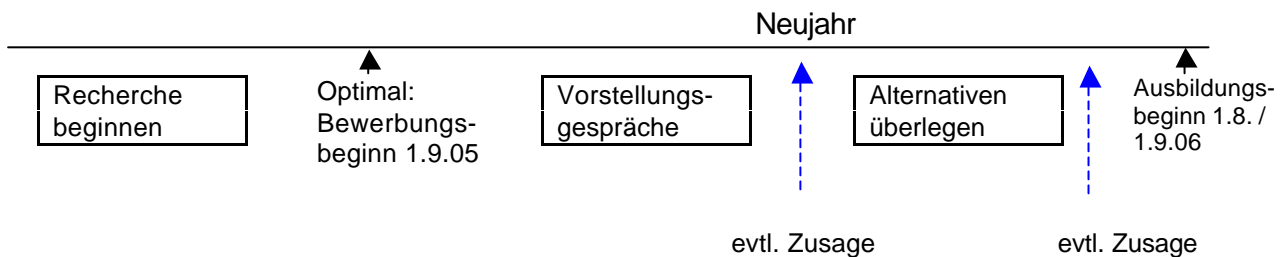 Neujahr
Recherche
beginnen
Optimal:
Bewerbungs-
beginn 1.9.05
Vorstellungs-
gespräche
Alternativen
überlegen
Ausbildungs-
beginn 1.8. /
1.9.06
evtl. Zusage
evtl. Zusage